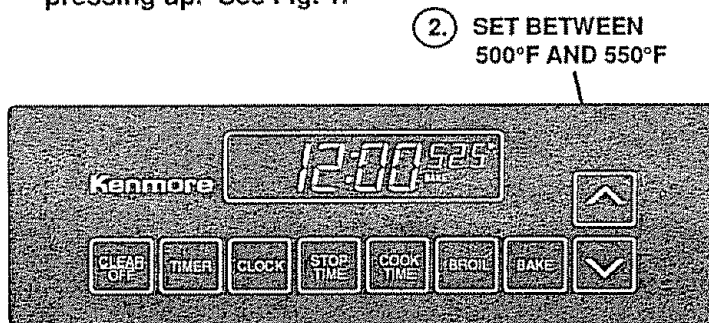 pressing up. See Fig. 1.
2. SET BETWEEN
500°F AND 550°F
Kenmore
12:00 525°
BAKE
CLEAR OFF
TIMER
CLOCK
STOP TIME
COOK TIME
BROIL
BAKE